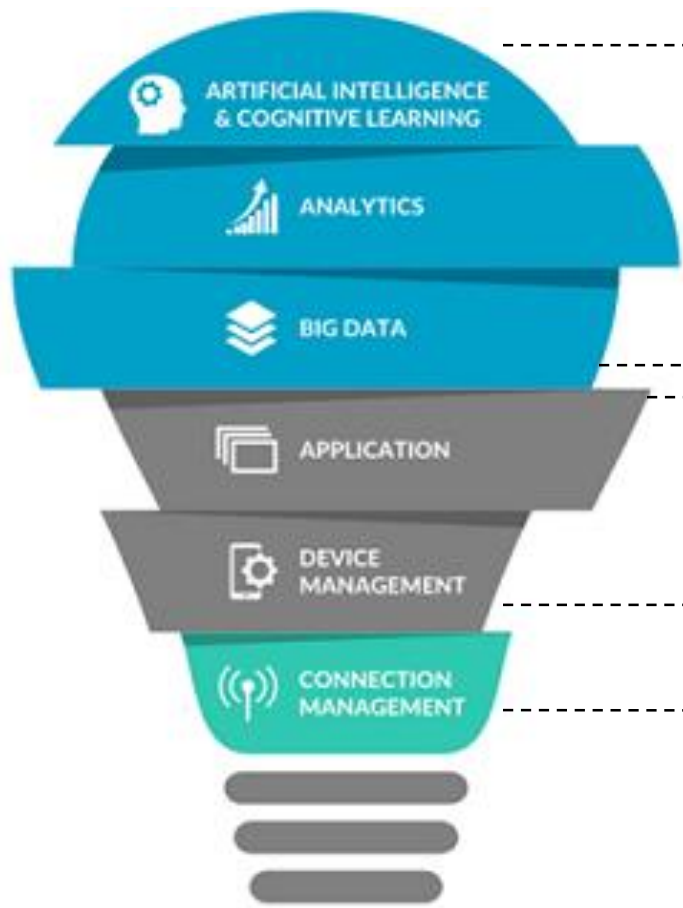 ARTIFICIAL INTELLIGENCE
& COGNITIVE LEARNING
ANALYTICS
BIG DATA
APPLICATION
DEVICE
MANAGEMENT
CONNECTION
MANAGEMENT